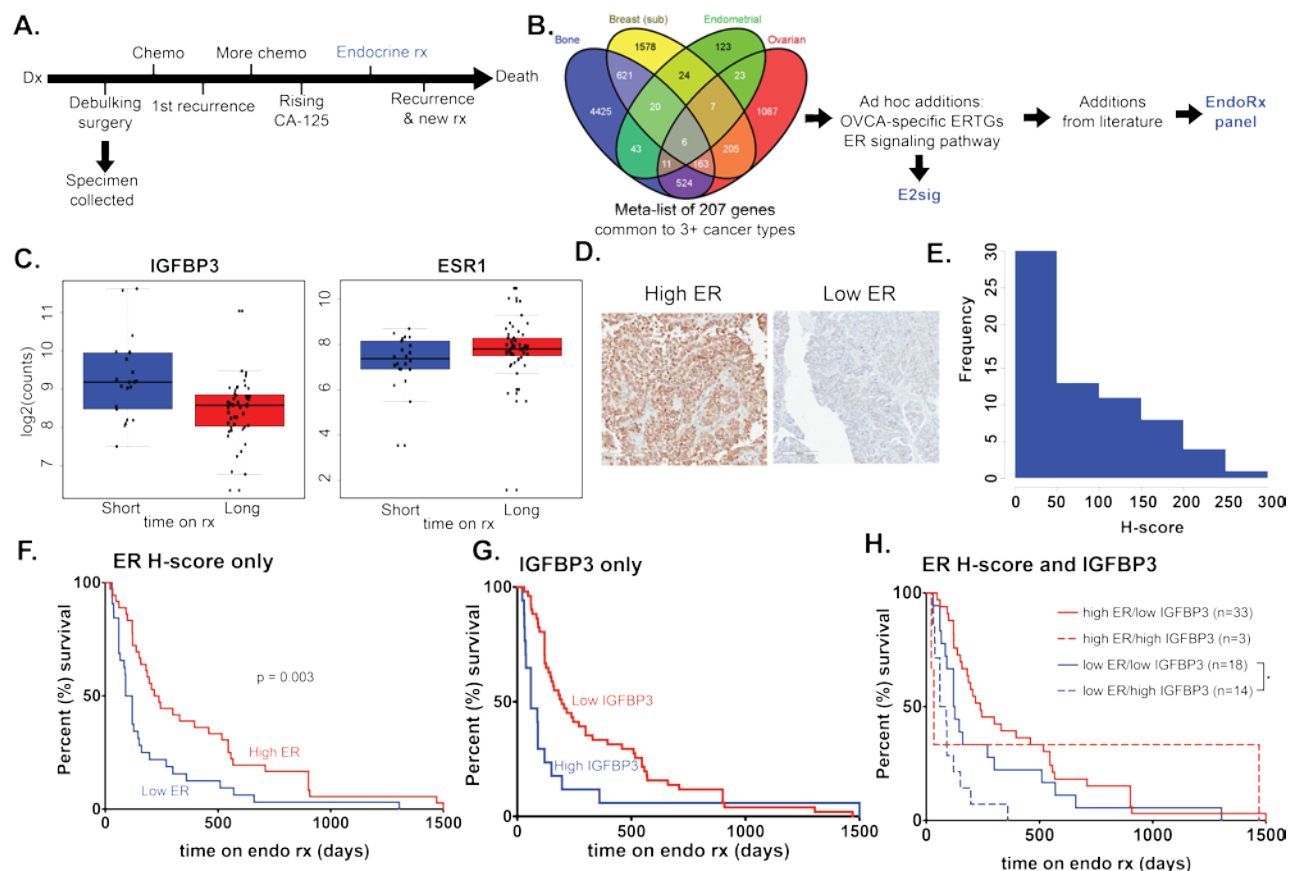 A.
Chemo
More chemo
Endocrine rx
Dx
Death
Debulking
surgery
1st recurrence
Rising
CA-125
Recurrence
& new rx
Specimen
collected
B.
Breast (sub)
Endometrial
Bone
Ovarian
1578
123
621
24
23
4425
20
7
1087
6
43
205
11
163
524
Meta-list of 207 genes
common to 3+ cancer types
Ad hoc additions:
OVCA-specific ERTGs
ER signaling pathway
E2sig
Additions
from literature
EndoRx
panel
C.
IGFBP3
log2(counts)
11
10
9
8
7
Short
Long
time on rx
ESR1
10
8
6
4
2
Short
Long
time on rx
D.
High ER
Low ER
E.
Frequency
30
25
20
15
10
5
0
0 50 100 150 200 250 300
H-score
F.
ER H-score only
Percent (%) survival
100
50
0
p = 0.003
High ER
Low ER
0 500 1000 1500
time on endo rx (days)
G.
IGFBP3 only
Percent (%) survival
100
50
0
Low IGFBP3
High IGFBP3
0 500 1000 1500
time on endo rx (days)
H.
ER H-score and IGFBP3
Percent (%) survival
100
50
0
high ER/low IGFBP3 (n=33)
high ER/high IGFBP3 (n=3)
low ER/low IGFBP3 (n=18)
low ER/high IGFBP3 (n=14)
*
0 500 1000 1500
time on endo rx (days)